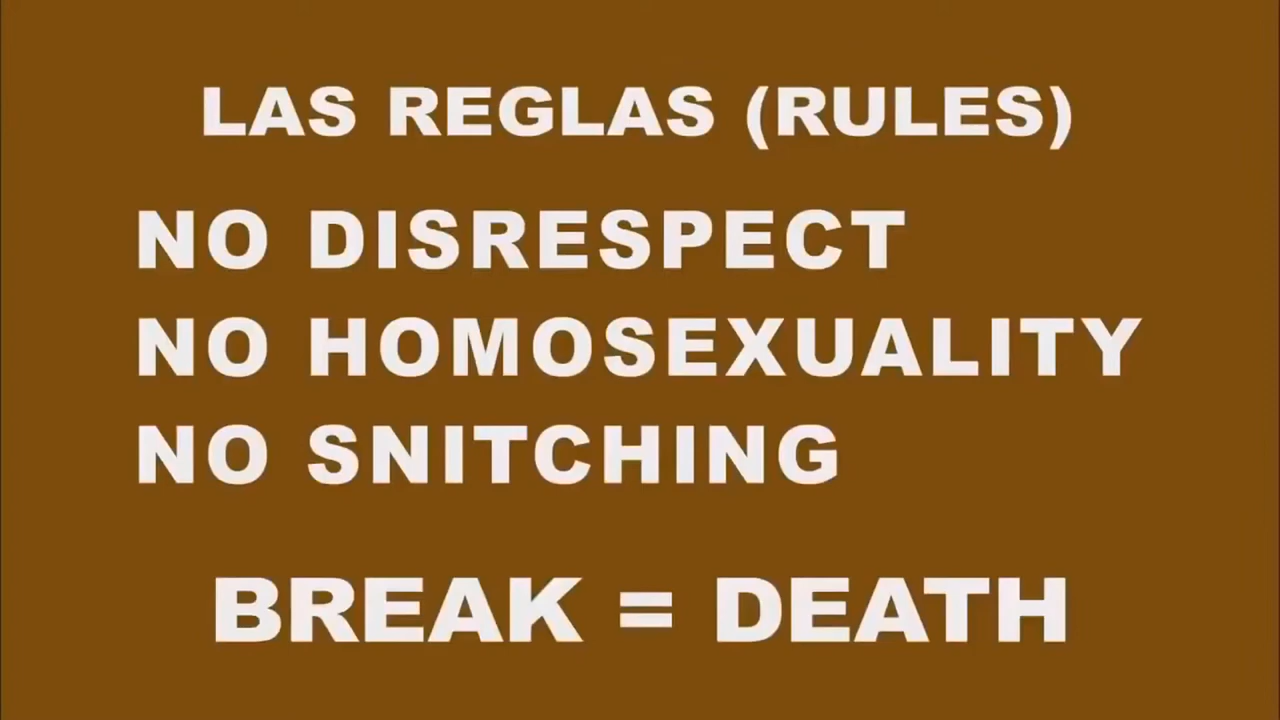 LAS REGLAS (RULES)
NO DISRESPECT
NO HOMOSEXUALITY
NO SNITCHING
BREAK = DEATH